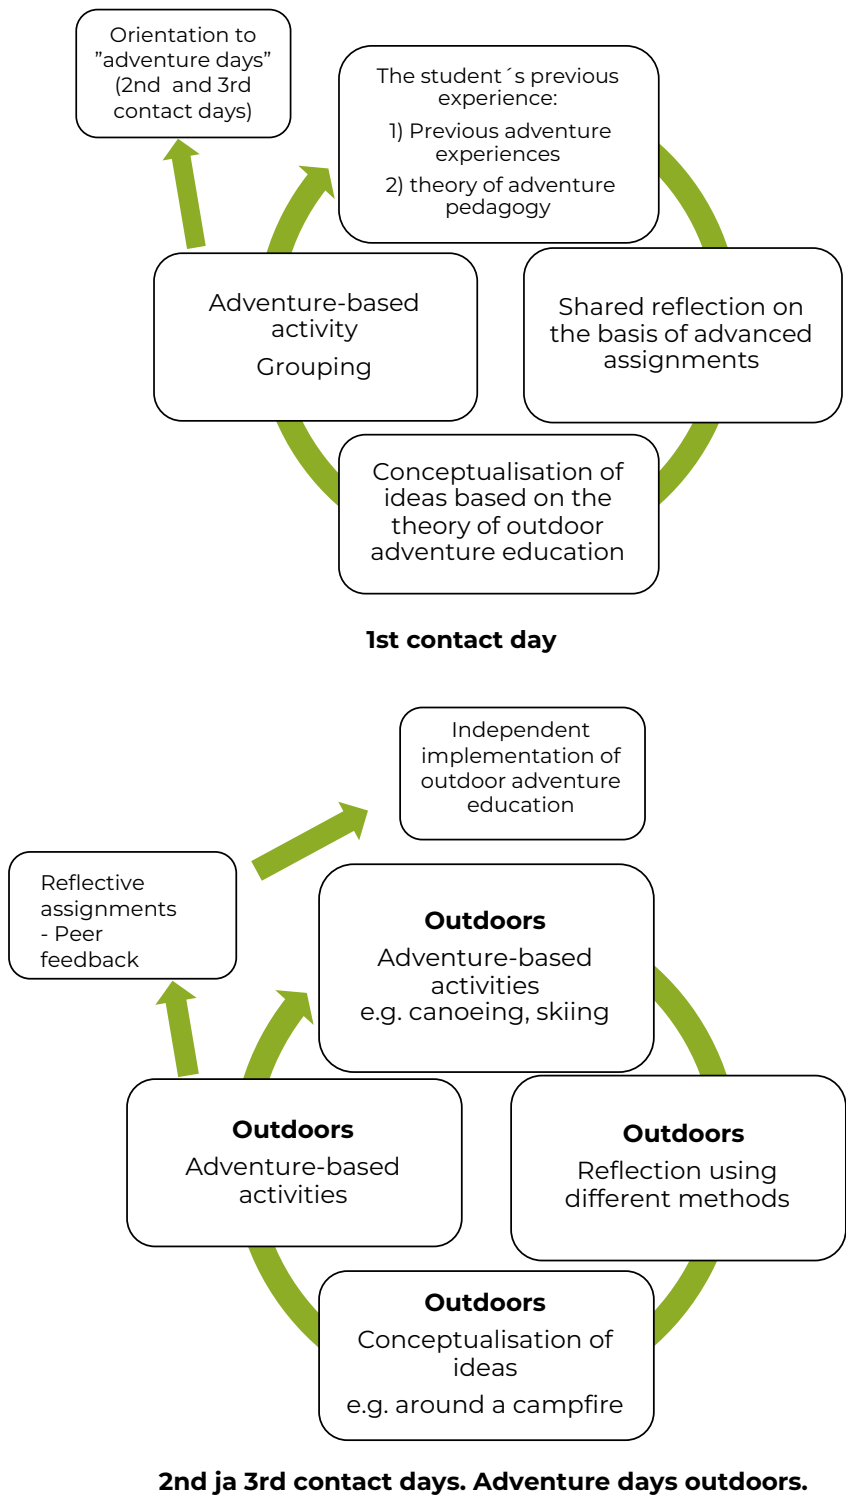 Orientation to
”adventure days”
(2nd  and 3rd
contact days)
The student´s previous
experience:
1) Previous adventure
experiences
2) theory of adventure
pedagogy
Adventure-based
activity
Grouping
Shared reflection on
the basis of advanced
assignments
Conceptualisation of
ideas based on the
theory of outdoor
adventure education
1st contact day
Independent
implementation of
outdoor adventure
education
Reflective
assignments
- Peer
feedback
Outdoors
Adventure-based
activities
e.g. canoeing, skiing
Outdoors
Adventure-based
activities
Outdoors
Reflection using
different methods
Outdoors
Conceptualisation of
ideas
e.g. around a campfire
2nd ja 3rd contact days. Adventure days outdoors.